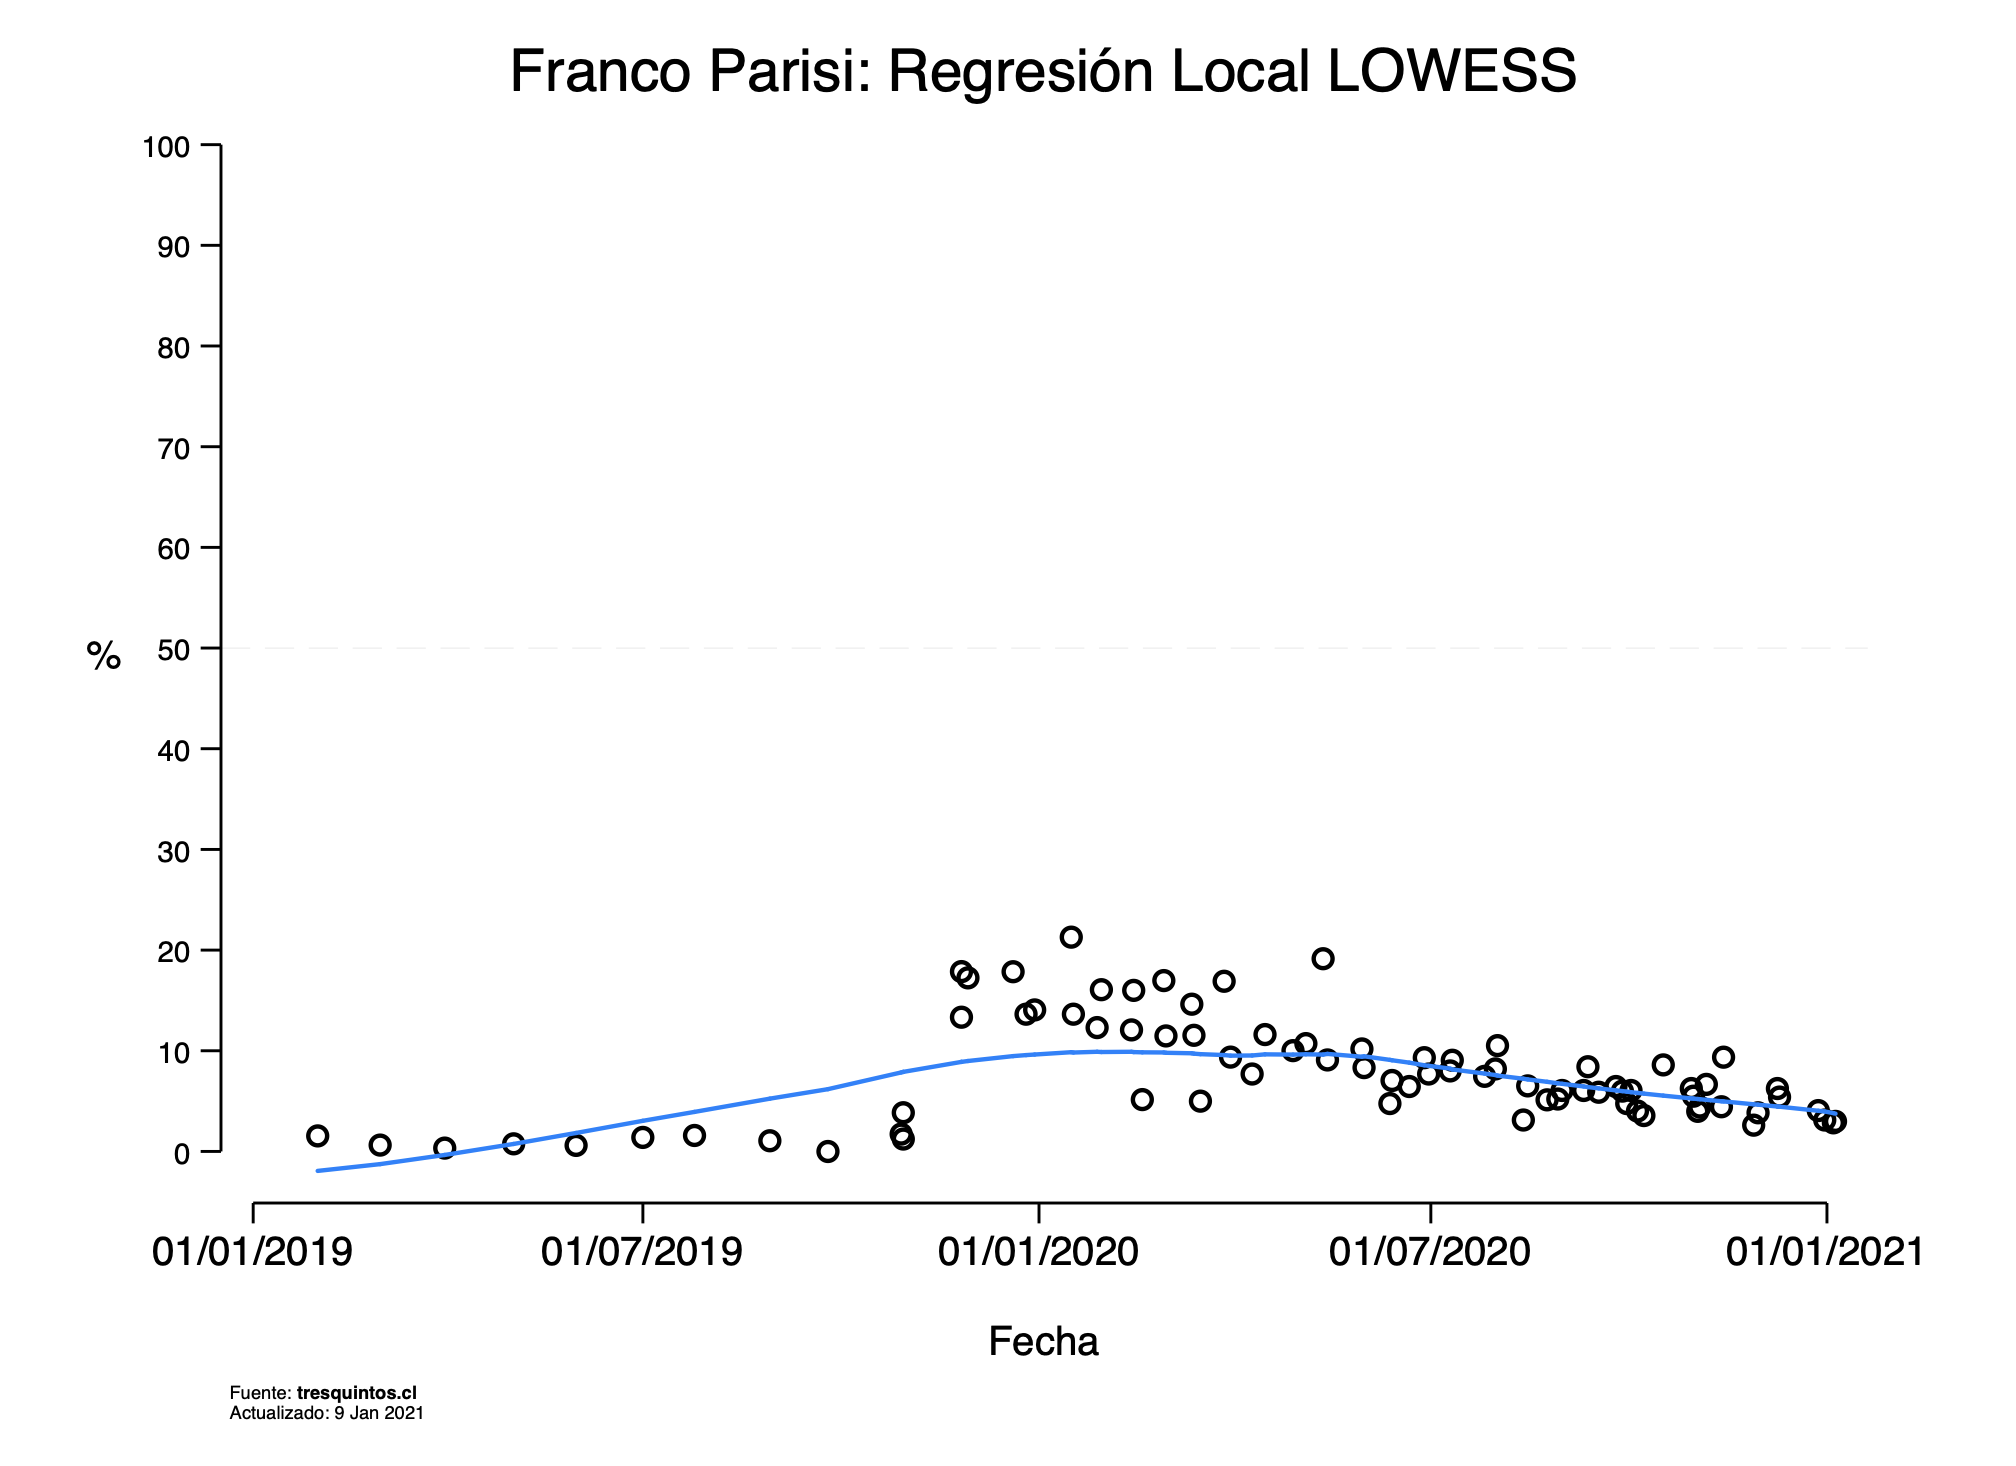 Franco Parisi: Regresión Local LOWESS
100
90
80
70
60
50
40
30
20
10
0
%
01/01/2019 01/07/2019 01/01/2020 01/07/2020 01/01/2021
Fecha
Fuente: tresquintos.cl
Actualizado: 9 Jan 2021